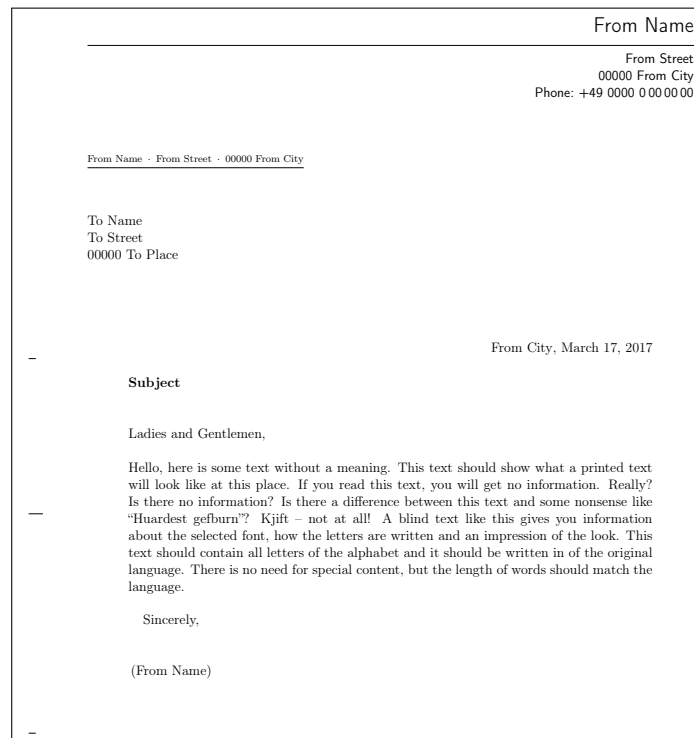 From Name
From Street
00000 From City
Phone: +49 0000 0 00 00 00
From Name · From Street · 00000 From City
To Name
To Street
00000 To Place
From City, March 17, 2017
Subject
Ladies and Gentlemen,
Hello, here is some text without a meaning. This text should show what a printed text
will look like at this place. If you read this text, you will get no information. Really?
Is there no information? Is there a difference between this text and some nonsense like
“Huardest gefburn”? Kjift – not at all! A blind text like this gives you information
about the selected font, how the letters are written and an impression of the look. This
text should contain all letters of the alphabet and it should be written in of the original
language. There is no need for special content, but the length of words should match the
language.
Sincerely,
(From Name)